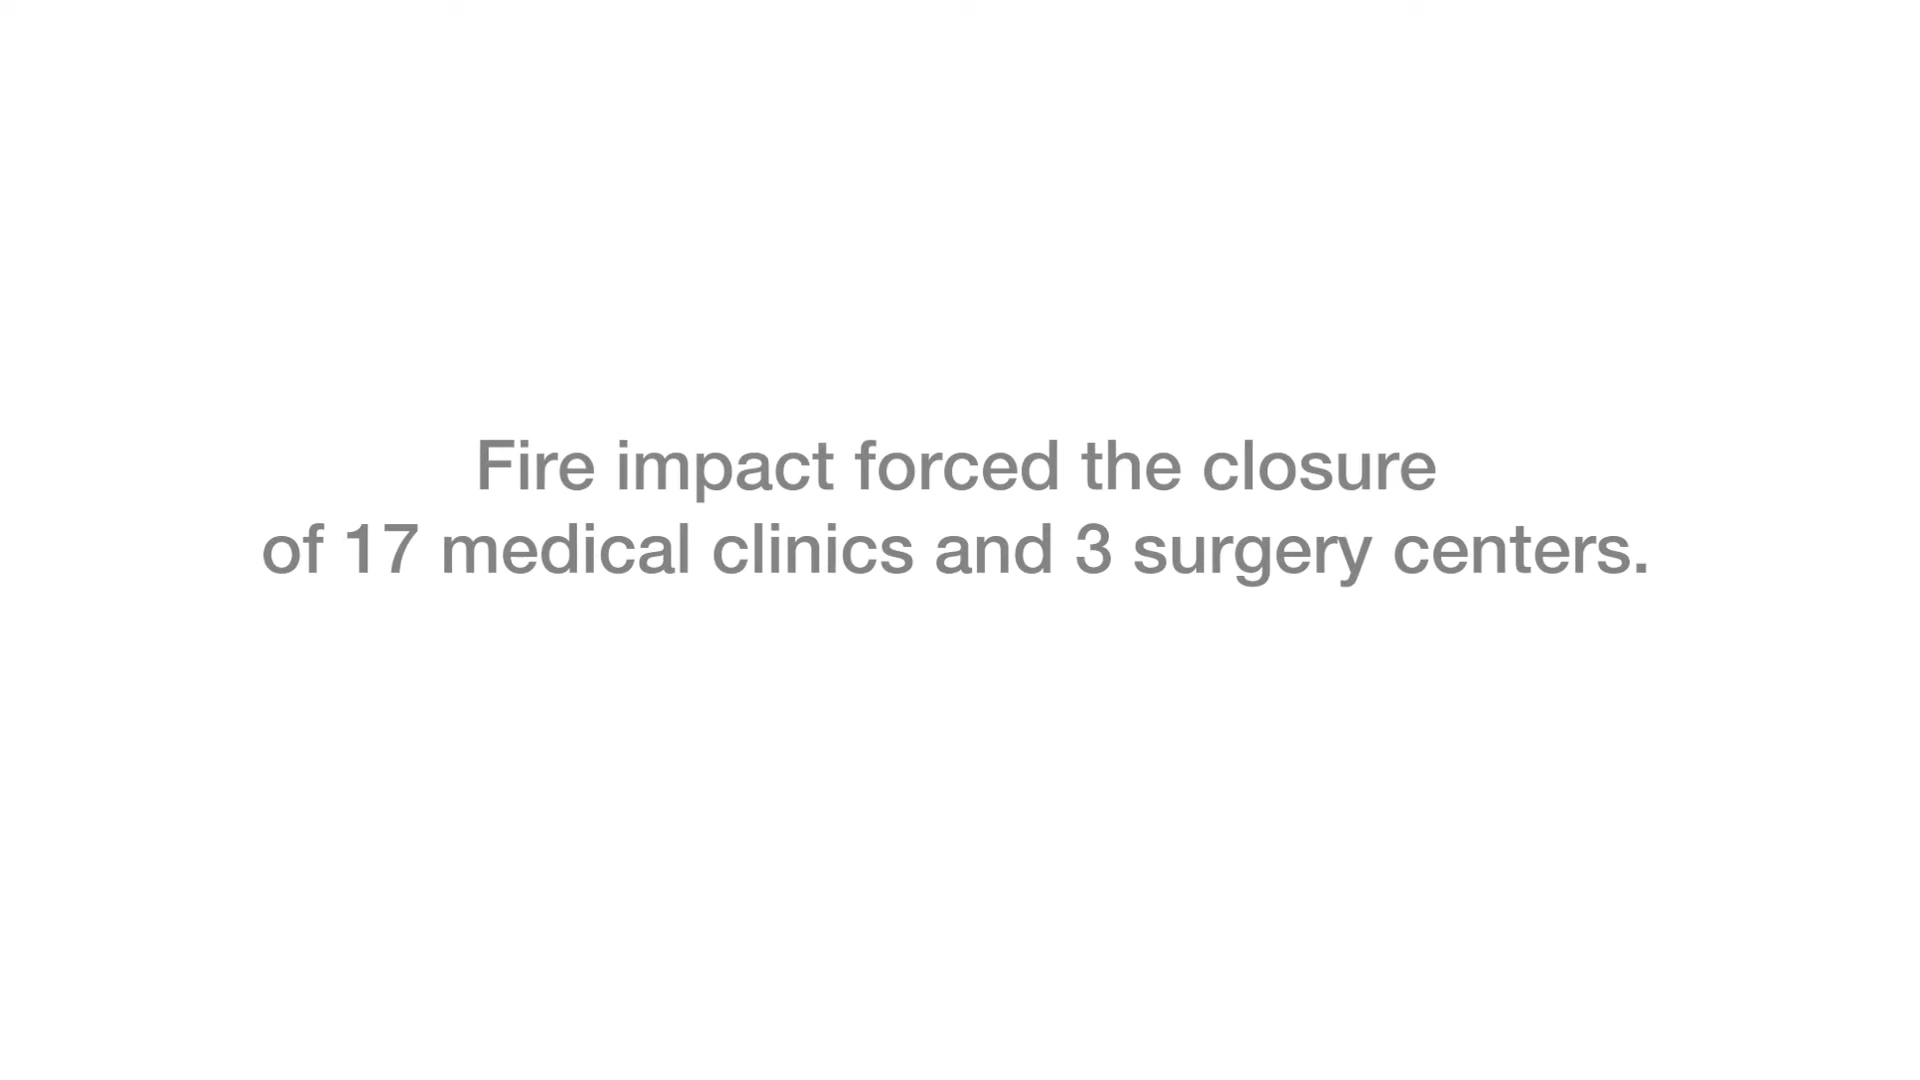 Fire impact forced the closure
of 17 medical clinics and 3 surgery centers.